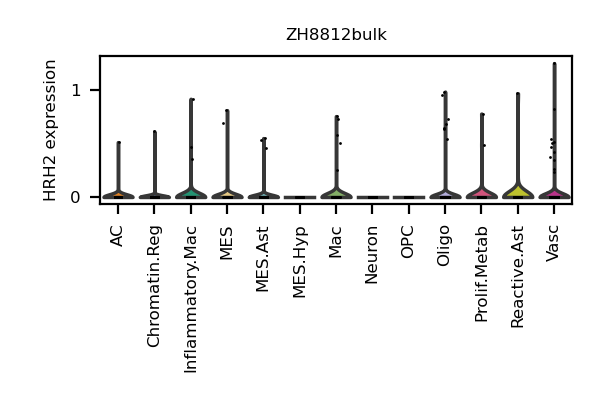 ZH8812bulk
HRH2 expression
1
0
AC
Chromatin.Reg
Inflammatory.Mac
MES
MES.Ast
MES.Hyp
Mac
Neuron
OPC
Oligo
Prolif.Metab
Reactive.Ast
Vasc